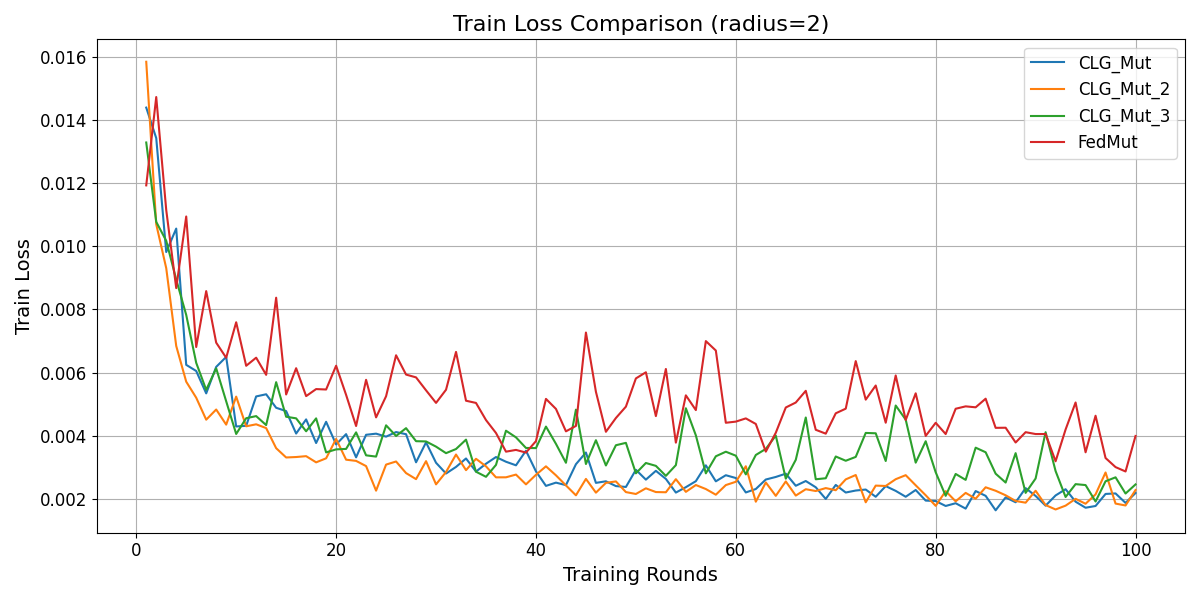 Train Loss Comparison (radius=2)
0.016
0.014
0.012
0.010
0.008
0.006
0.004
0.002
Train Loss
CLG_Mut
CLG_Mut_2
CLG_Mut_3
FedMut
0 20 40 60 80 100
Training Rounds